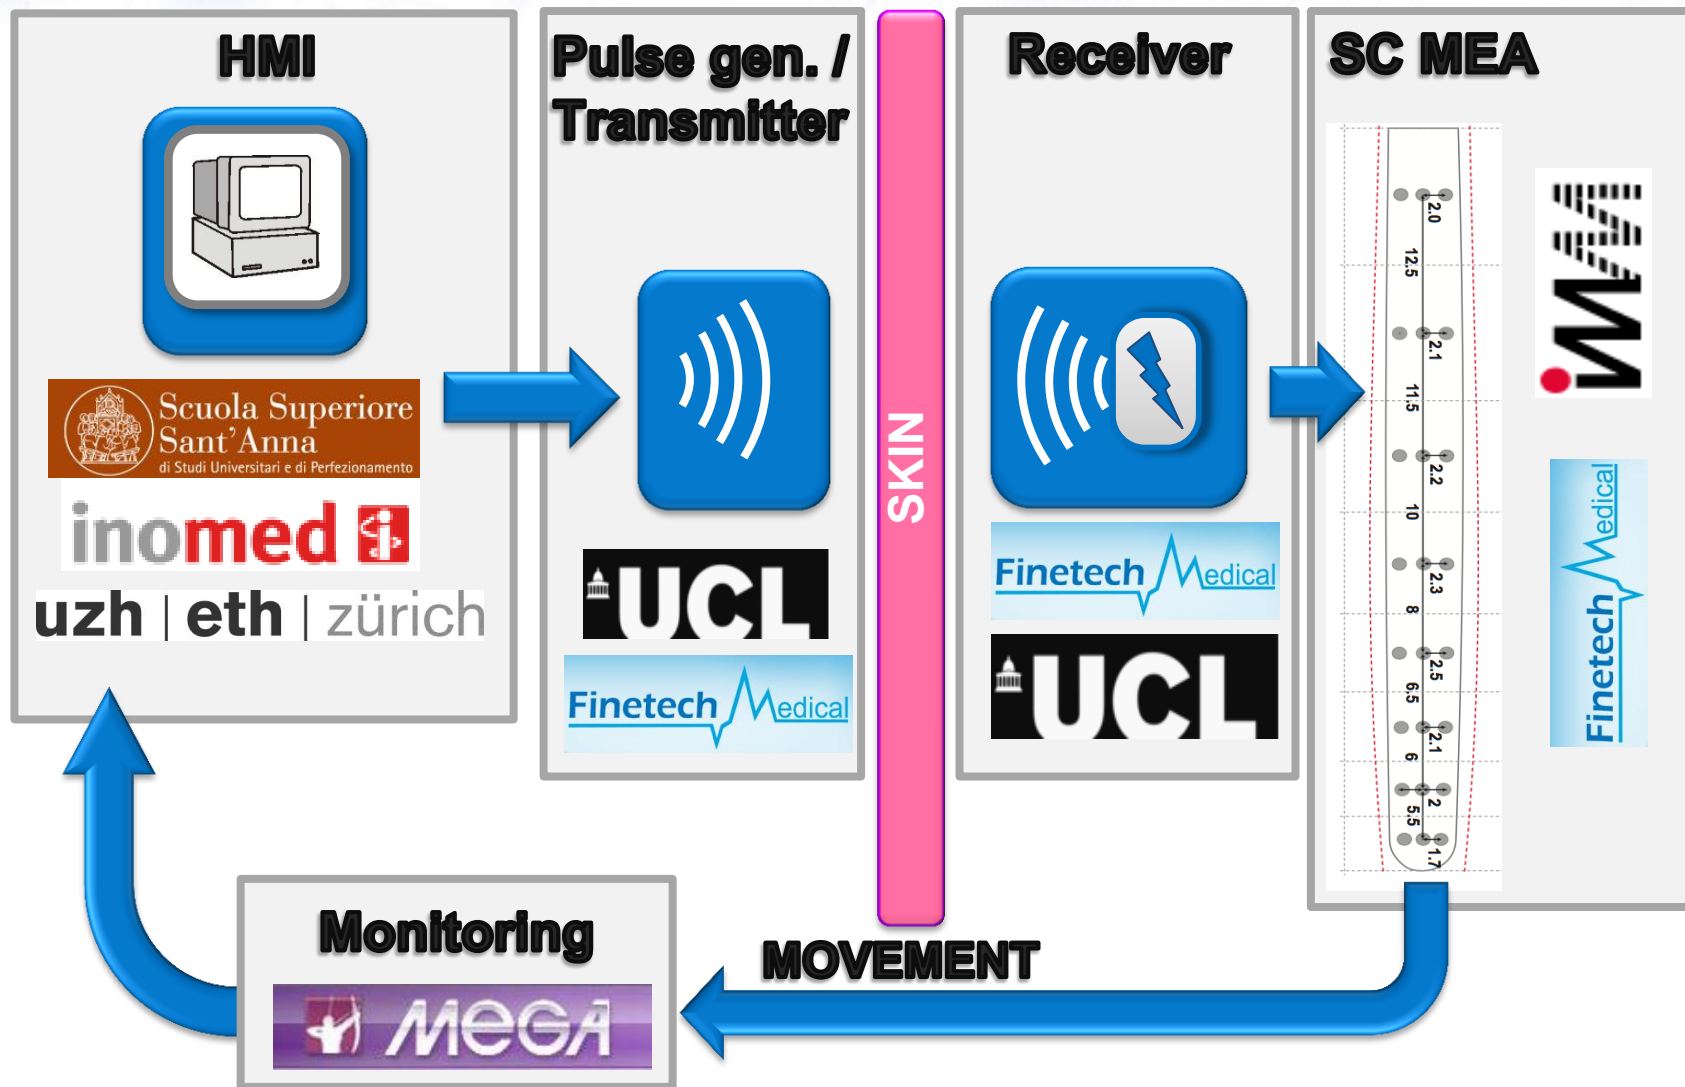 HMI
Scuola Superiore
Sant'Anna
di Studi Universitari e di Perfezionamento
inomed
uzh | eth | zürich
Pulse gen. /
Transmitter
UCL
Finetech Medical
SKIN
Receiver
Finetech Medical
UCL
SC MEA
2.0
12.5
2.1
11.5
2.2
10
2.3
8
2.5
6.5
2.1
6
2
5.5
1.7
IMM
Finetech Medical
MOVEMENT
Monitoring
MEGA